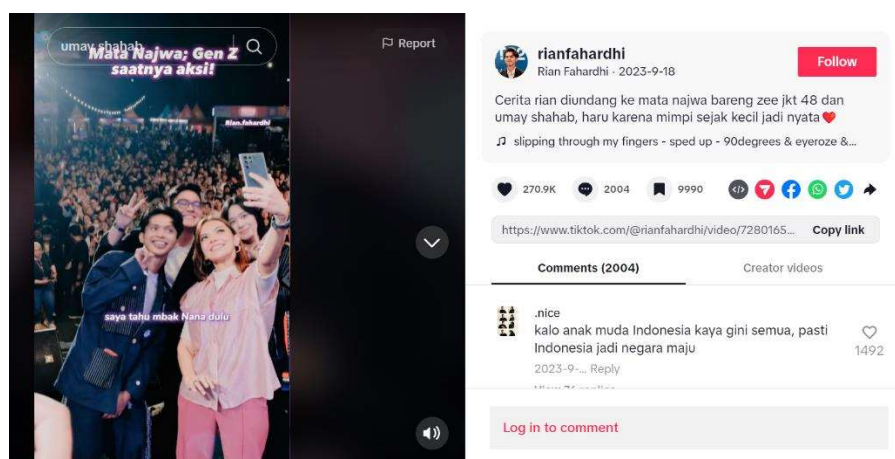 umay shahab
Mata Najwa; Gen Z
saatnya aksi!
Report
Rian.fahardhi
saya tahu mbak Nana dulu
rianfahardhi
Rian Fahardhi · 2023-9-18
Follow
Cerita rian diundang ke mata najwa bareng zee jkt 48 dan
umay shahab, haru karena mimpi sejak kecil jadi nyata❤️
slipping through my fingers - sped up - 90degrees & eyeroze &...
270.9K
2004
9990
https://www.tiktok.com/@rianfahardhi/video/7280165...
Copy link
Comments (2004)
Creator videos
.nice
kalo anak muda Indonesia kaya gini semua, pasti
Indonesia jadi negara maju
1492
2023-9-... Reply
Log in to comment